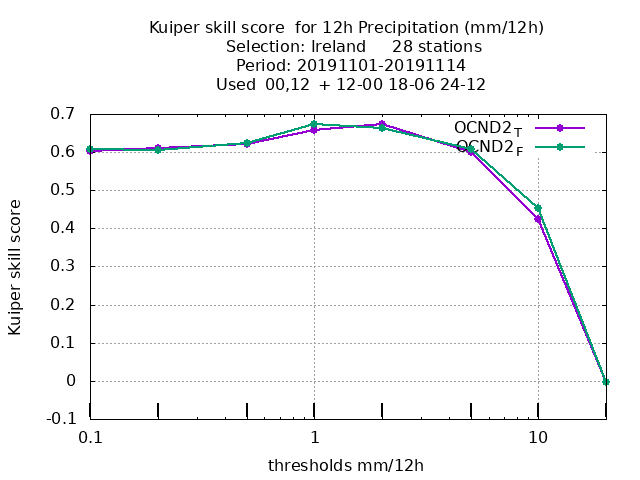 Kuiper skill score for 12h Precipitation (mm/12h)
Selection: Ireland 28 stations
Period: 20191101-20191114
Used 00,12 + 12-00 18-06 24-12
OCND2T
OCND2F
0.7
0.6
0.5
0.4
0.3
0.2
0.1
0
-0.1
0.1 1 10
Kuiper skill score
thresholds mm/12h